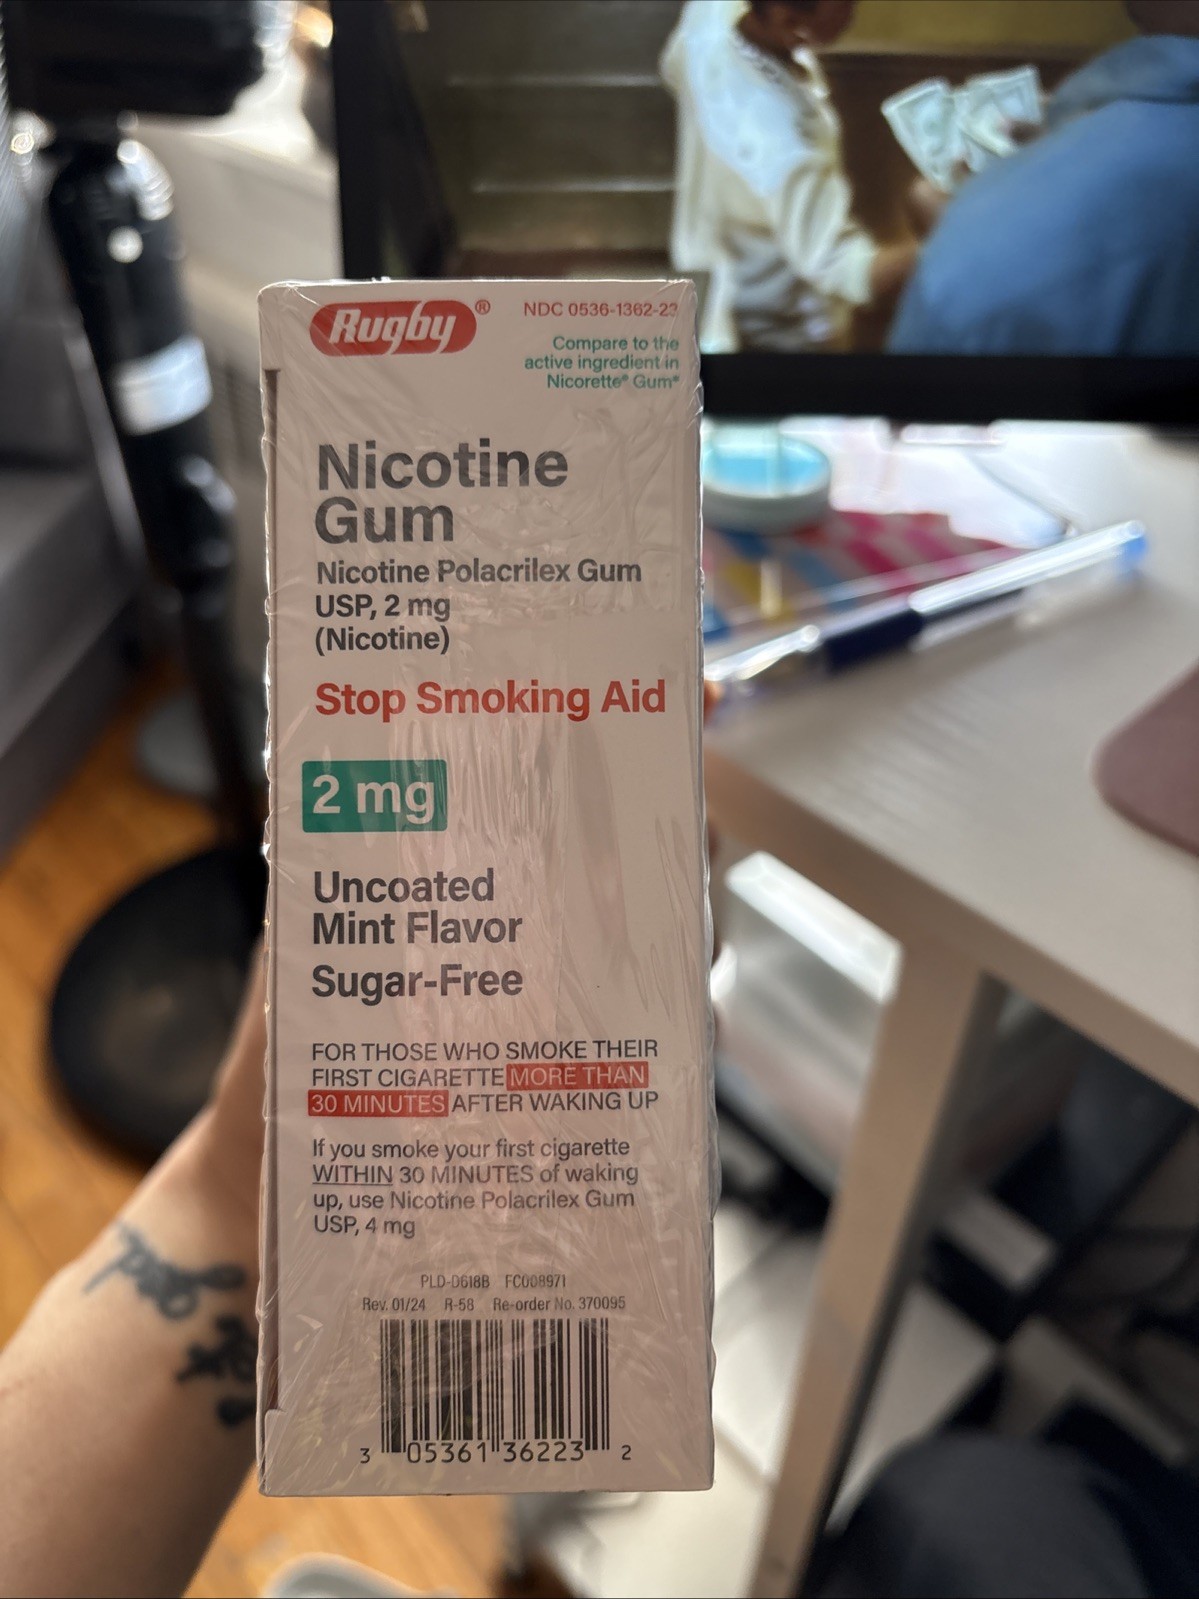 Rugby®
NDC 0536-1362-23
Compare to the
active ingredient in
Nicorette® Gum*
Nicotine
Gum
Nicotine Polacrilex Gum
USP, 2 mg
(Nicotine)
Stop Smoking Aid
2 mg
Uncoated
Mint Flavor
Sugar-Free
FOR THOSE WHO SMOKE THEIR
FIRST CIGARETTE MORE THAN
30 MINUTES AFTER WAKING UP
If you smoke your first cigarette
WITHIN 30 MINUTES of waking
up, use Nicotine Polacrilex Gum
USP, 4 mg
PLD-D618B FC008971
Rev. 01/24 R-58 Re-order No. 370095
3 05361 36223 2